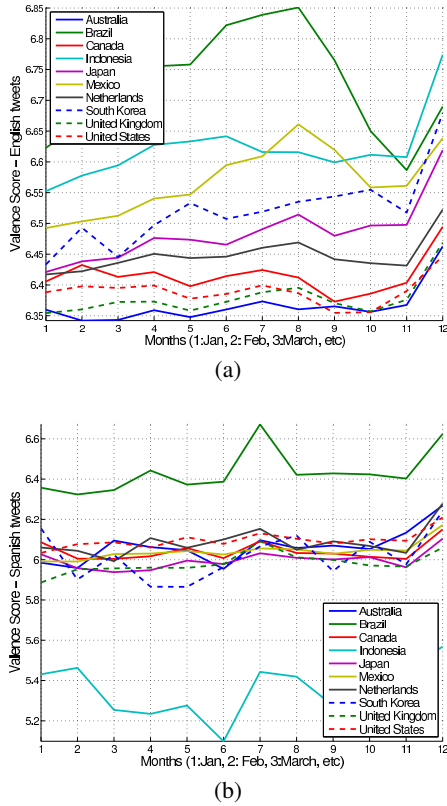 6.85
6.8
6.75
6.7
6.65
6.6
6.55
6.5
6.45
6.4
6.35
Valence Score – English tweets
Australia
Brazil
Canada
Indonesia
Japan
Mexico
Netherlands
South Korea
United Kingdom
United States
1 2 3 4 5 6 7 8 9 10 11 12
Months (1:Jan, 2: Feb, 3:March, etc)
(a)
6.6
6.4
6.2
6
5.8
5.6
5.4
5.2
Valence Score – Spanish tweets
Australia
Brazil
Canada
Indonesia
Japan
Mexico
Netherlands
South Korea
United Kingdom
United States
1 2 3 4 5 6 7 8 9 10 11 12
Months (1:Jan, 2: Feb, 3:March, etc)
(b)